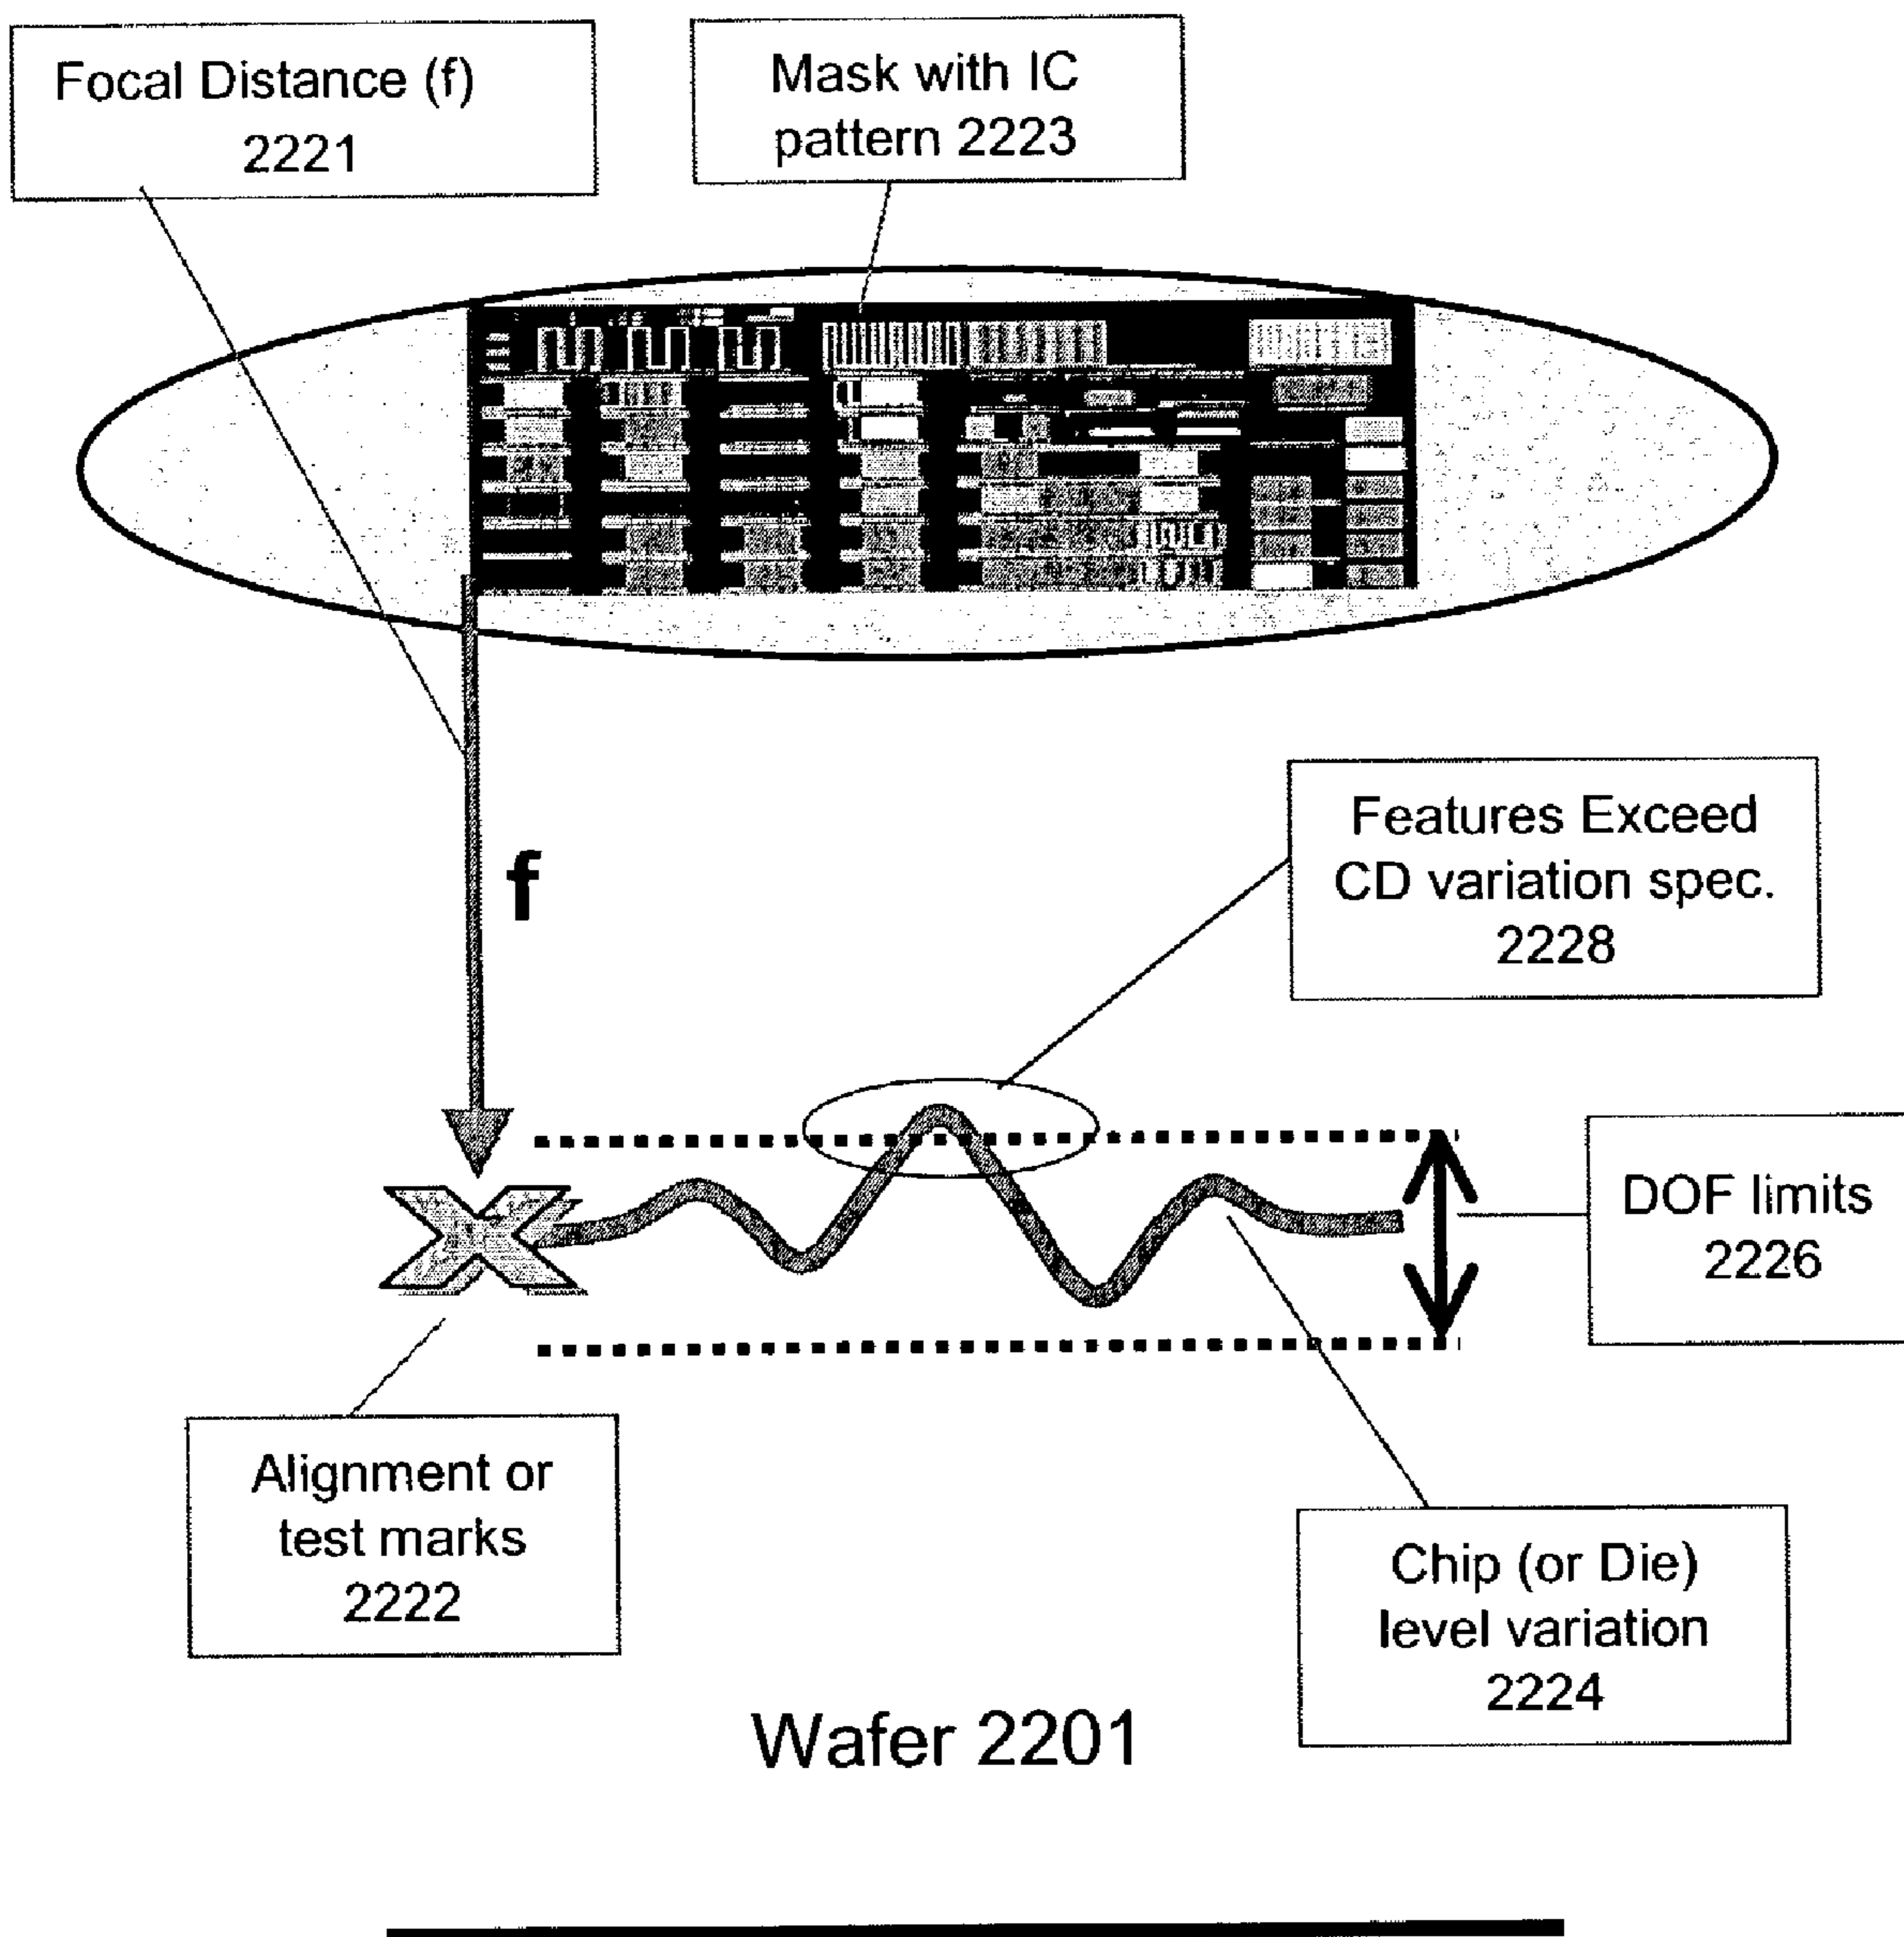 Focal Distance (f)
2221
Mask with IC
pattern 2223
f
Features Exceed
CD variation spec.
2228
DOF limits
2226
Alignment or
test marks
2222
Chip (or Die)
level variation
2224
Wafer 2201